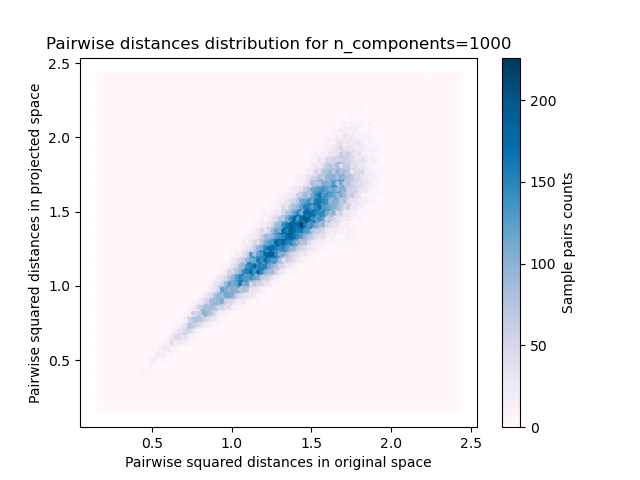 Pairwise distances distribution for n_components=1000
2.5
2.0
1.5
1.0
0.5
Pairwise squared distances in projected space
0.5 1.0 1.5 2.0 2.5
Pairwise squared distances in original space
200
150
100
50
0
Sample pairs counts